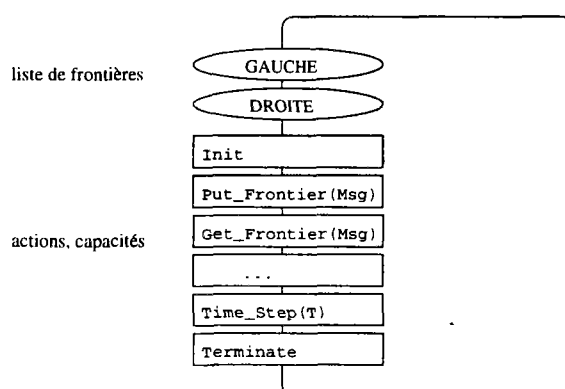 GAUCHE
liste de frontières
DROITE
Init
Put_Frontier(Msg)
Get_Frontier(Msg)
actions, capacités
...
Time_Step(T)
Terminate